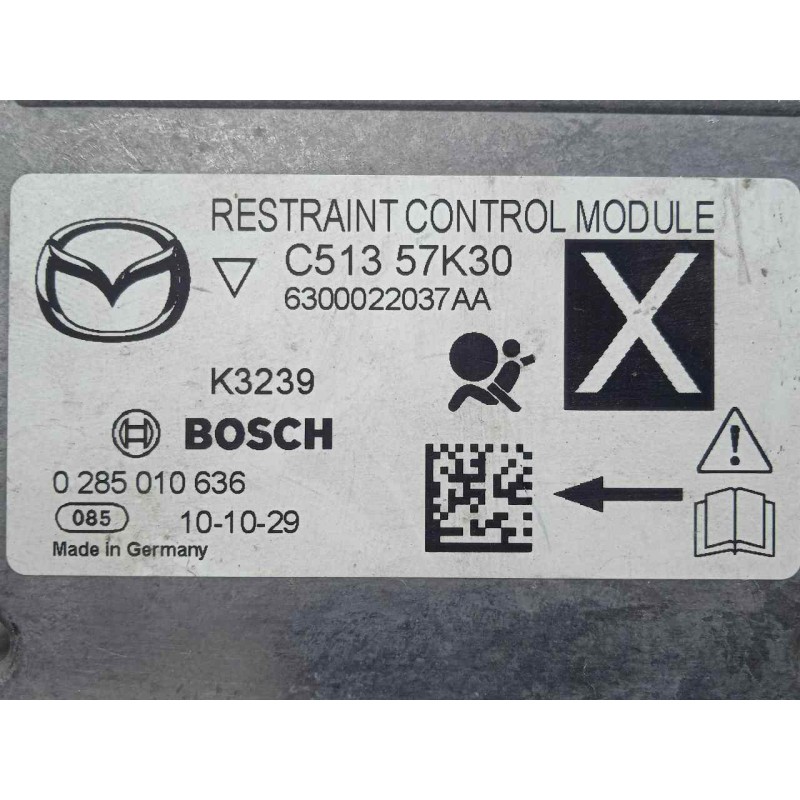 RESTRAINT CONTROL MODULE
C513 57K30
6300022037AA
X
K3239
BOSCH
0 285 010 636
085 10-10-29
Made in Germany